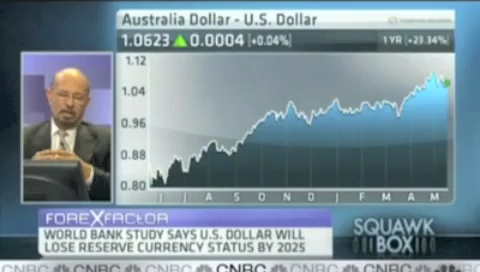 Australia Dollar - U.S. Dollar
1.0623 0.0004 [+0.04%] 1 YR [+23.34%]
1.12
1.04
0.96
0.88
0.80
J J A S O N D J F M A M
FOREXFACTOR
WORLD BANK STUDY SAYS U.S. DOLLAR WILL
LOSE RESERVE CURRENCY STATUS BY 2025
SQUAWK
BOX
CNBC CNBC CNBC CNBC CNBC CNBC